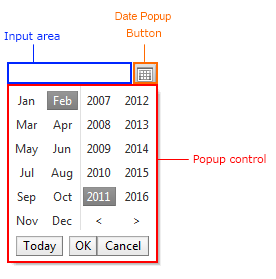 Date Popup
Button
Input area
Jan Feb 2007 2012
Mar Apr 2008 2013
May Jun 2009 2014
Jul Aug 2010 2015
Popup control
Sep Oct 2011 2016
Nov Dec < >
Today OK Cancel